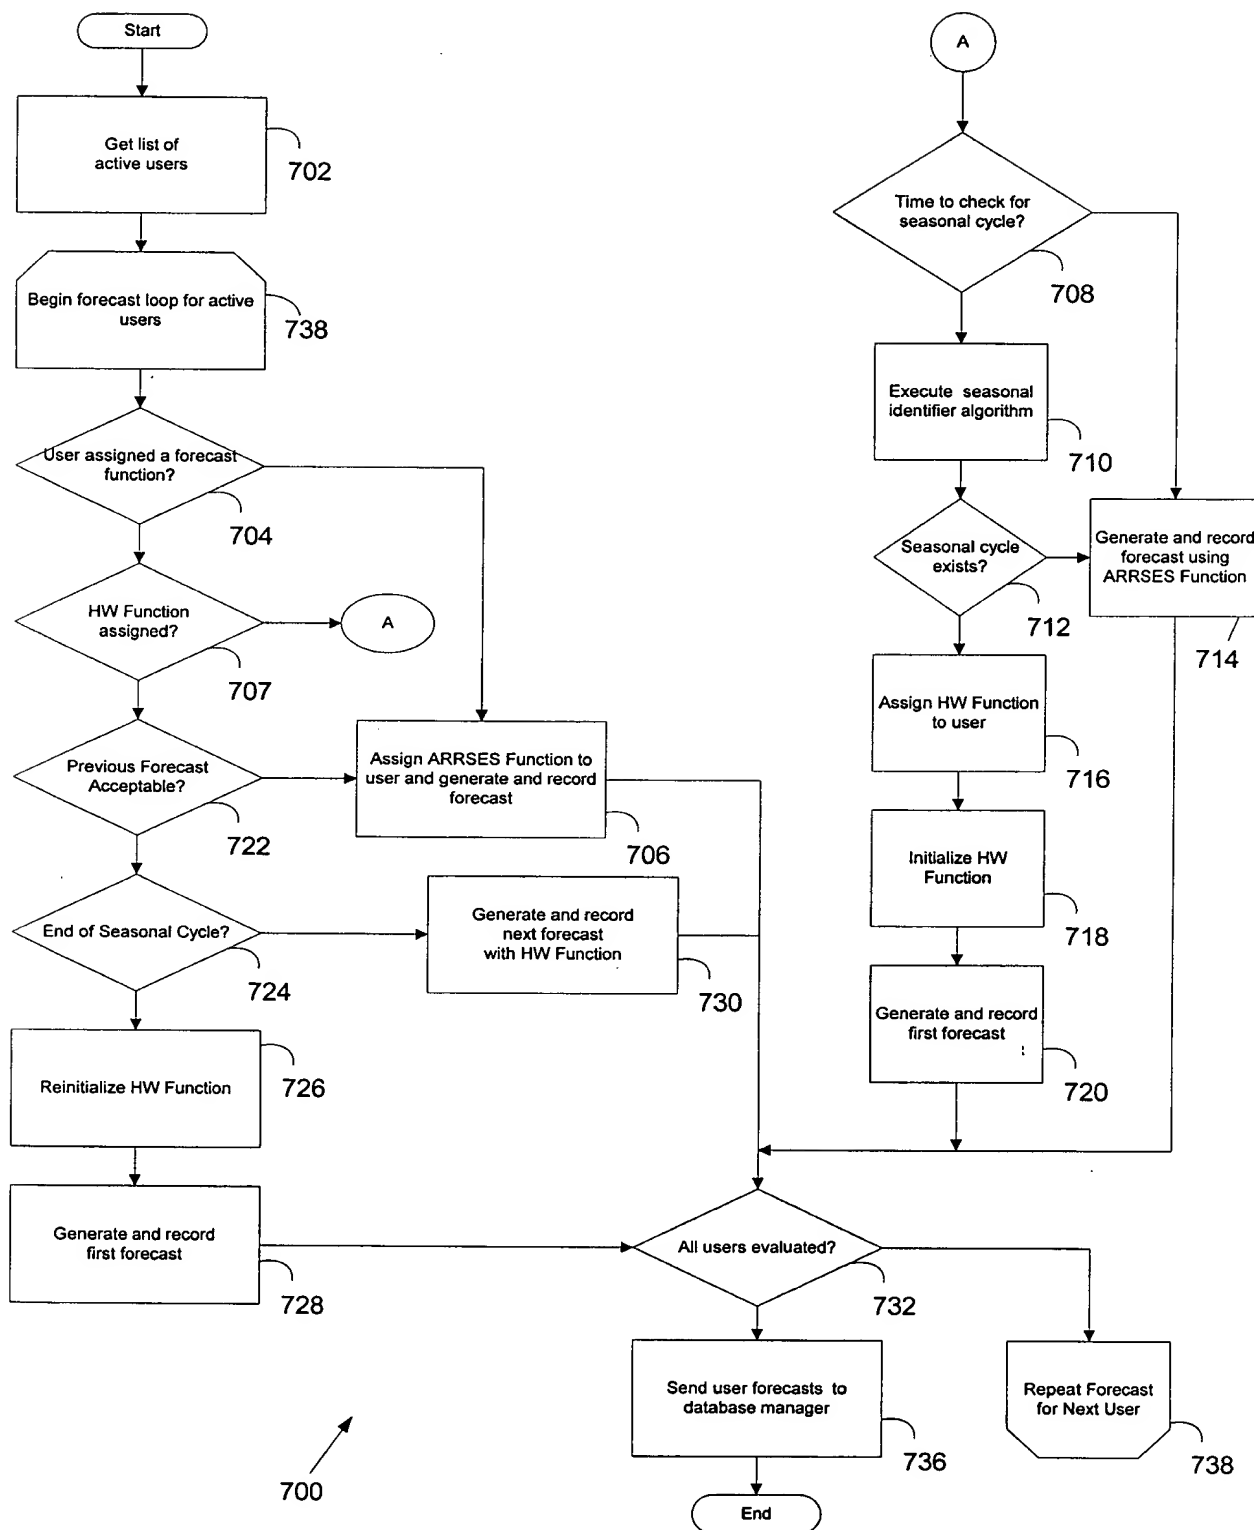 Start
Get list of
active users
702
Begin forecast loop for active
users
738
User assigned a forecast
function?
704
HW Function
assigned?
707
A
Previous Forecast
Acceptable?
722
Assign ARRSES Function to
user and generate and record
forecast
706
End of Seasonal Cycle?
724
Generate and record
next forecast
with HW Function
730
Reinitialize HW Function
726
Generate and record
first forecast
728
A
Time to check for
seasonal cycle?
708
Execute seasonal
identifier algorithm
710
Seasonal cycle
exists?
712
Generate and record
forecast using
ARRSES Function
714
Assign HW Function
to user
716
Initialize HW
Function
718
Generate and record
first forecast
720
All users evaluated?
732
Send user forecasts to
database manager
736
Repeat Forecast
for Next User
738
End
700